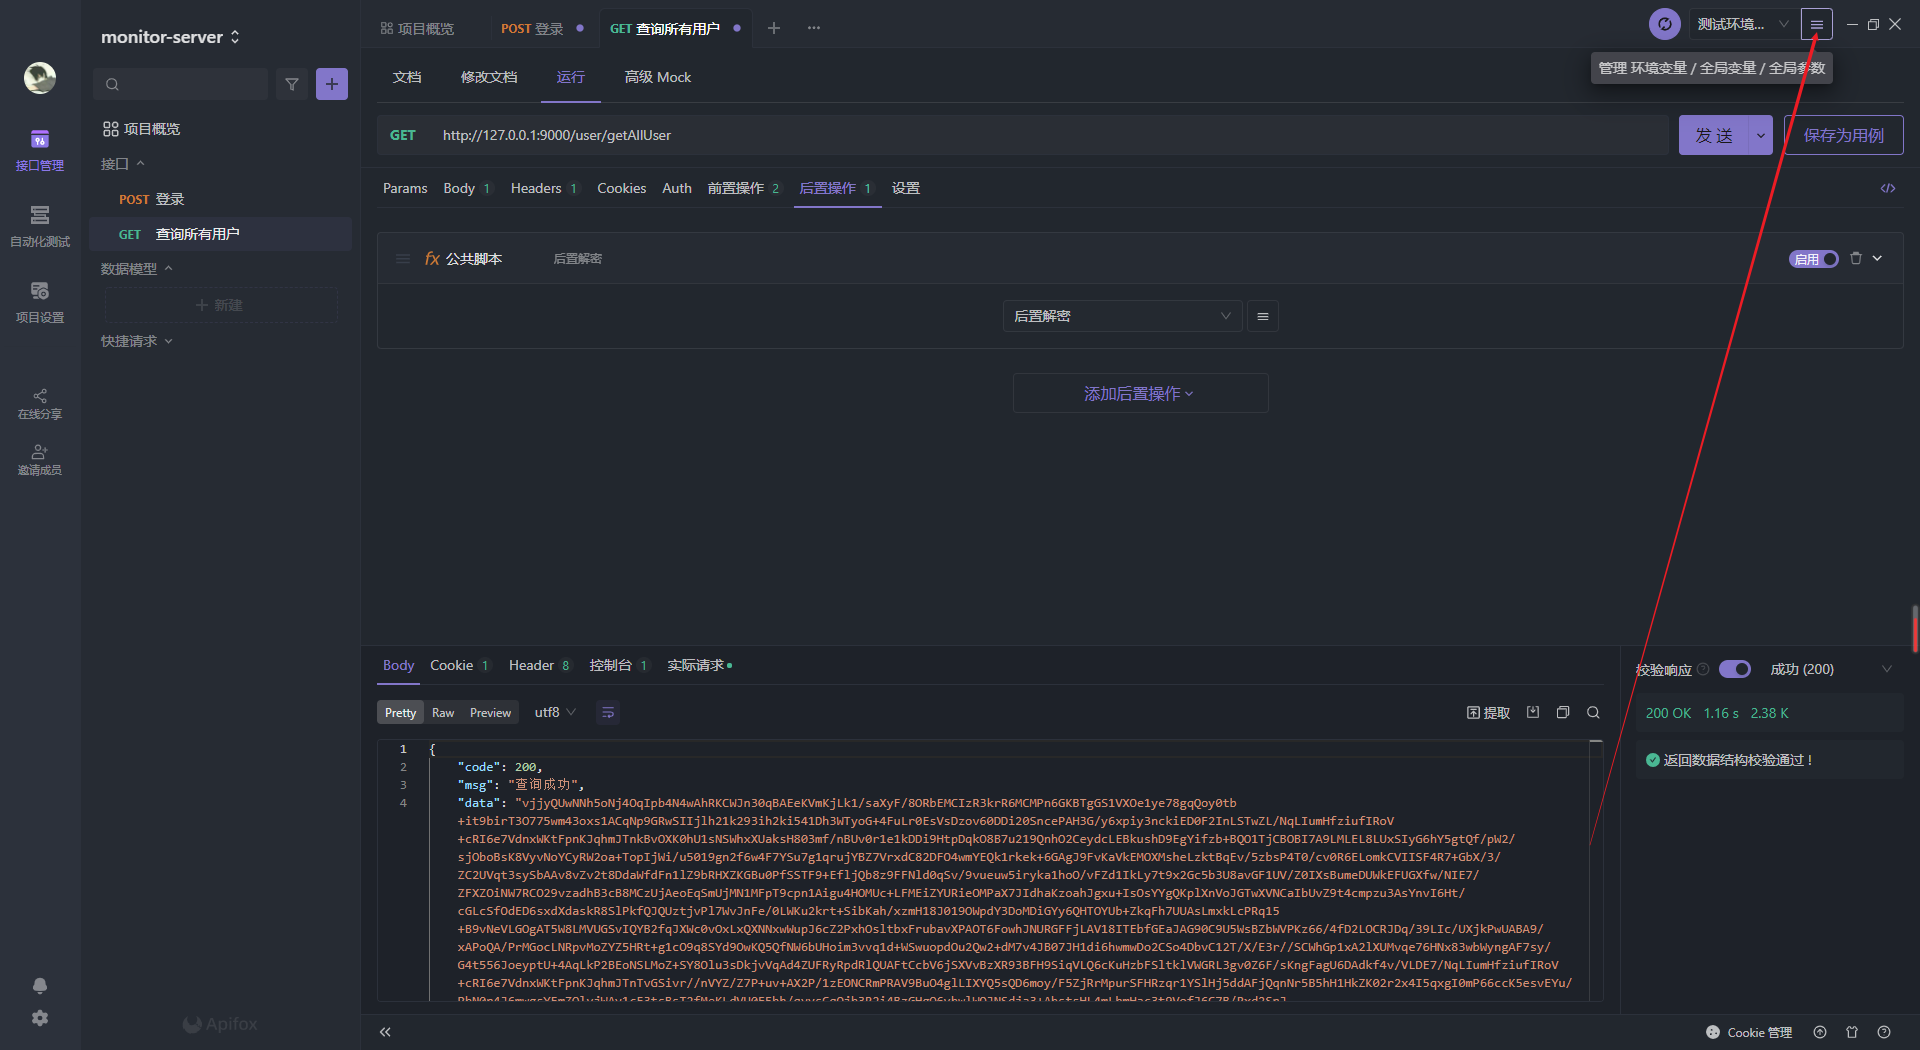 monitor-server
项目概览
POST 登录
GET 查询所有用户
测试环境...
管理 环境变量 / 全局变量 / 全局参数
文档
修改文档
运行
高级 Mock
项目概览
接口
POST 登录
GET 查询所有用户
数据模型
新建
快捷请求
接口管理
自动化测试
项目设置
在线分享
邀请成员
Apifox
GET http://127.0.0.1:9000/user/getAllUser
发 送
保存为用例
Params
Body 1
Headers 1
Cookies
Auth
前置操作 2
后置操作 1
设置
fx 公共脚本
后置解密
启用
后置解密
添加后置操作
Body
Cookie 1
Header 8
控制台 1
实际请求
校验响应
成功 (200)
Pretty
Raw
Preview
utf8
提取
200 OK 1.16 s 2.38 K
返回数据结构校验通过！
1 {
2 "code": 200,
3 "msg": "查询成功",
4 "data": "vjjyQUwNNh5oNj4OqIpb4N4wAhRKCWJn30qBAEeKVmKjLk1/saXyF/8ORbEMCIzR3krR6MCMPn6GKBTgGS1VXOe1ye78gqQoy0tb
+it9birT3O775wm43oxs1ACqNp9GRwSIIjlh21k293ih2ki541Dh3WTyoG+4FuLr0EsVsDzov60DDi20SncePAH3G/y6xpiy3nckiED0F2InLSTwZL/NqLIumHfziufIRoV
+cRI6e7VdnxWKtFpnKJqhmJTnkBvOXK0hU1sNSWhxXUaksH803mf/nBUv0r1e1kDDi9HtpDqkO8B7u219QnhO2CeydcLEBkushD9EgYifzb+BQO1TjCBOBI7A9LMLEL8LUxSIyG6hY5gtQf/pW2/
sjOboBsK8VyvNoYCyRW2oa+TopIjWi/u5019gn2f6w4F7YSu7g1qrujYBZ7VrxdC82DFO4wmYEQk1rkek+6GAgJ9FvKaVkEMOXMsheLzktBqEv/5zbsP4T0/cv0R6ELomkCVIISF4R7+GbX/3/
ZC2UVqt3sySbAAv8vZv2t8DdaWfdFn1lZ9bRHXZKGBu0PfSSTF9+EfljQb8z9FFNld0qSv/9vueuw5iryka1hoO/vFZd1IkLy7t9x2Gc5b3U8avGF1UV/Z0IXsBumeDUWkEFUGXfw/NIE7/
ZFXZOiNW7RCO29vzadhB3cB8MCzUjAeoEqSmUjMN1MFpT9cpn1Aigu4HOMUc+LFMEiZYURieOMPaX7JIdhaKzoahJgxu+IsOsYYgQKplXnVoJGTwXVNCaIbUvZ9t4cmpzu3AsYnvI6Ht/
cGLcSfOdED6sxdXdaskR8SlPkfQJQUztjvPl7WvJnFe/0LWKu2krt+SibKah/xzmH18J019OWpdY3DoMDiGYy6QHTOYUb+ZkqFh7UUAsLmxkLcPRq15
+B9vNeVLGOgAT5W8LMVUGSvIQYB2fqJXWc0vOxLxQXNNxwWupJ6cZ2PxhOsltbxFrubavXPAOT6FowhJNURGFFjLAV18ITEbfGEaJAG90C9U5WsBZbWVPKz66/4fD2LOCRJDq/39LIc/UXjkPwUABA9/
xAPoQA/PrMGocLNRpvMoZYZ5HRt+g1cO9q8SYd9OwKQ5QfNW6bUHoim3vvq1d+WSwuopdOu2Qw2+dM7v4JB07JH1di6hwmwDo2CSo4DbvC12T/X/E3r//SCWhGp1xA2lXUMvqe76HNx83wbWyngAF7sy/
G4t556JoeyptU+4AqLkP2BEoNSLMoZ+SY8Olu3sDkjvVqAd4ZUFRyRpdRlQUAFtCcbV6jSXVvBzXR93BFH9SiqVLQ6cKuHzbFSltklVWGRL3gv0Z6F/sKngFagU6DAdkf4v/VLDE7/NqLIumHfziufIRoV
+cRI6e7VdnxWKtFpnKJqhmJTnTvGSivr//nVYZ/Z7P+uv+AX2P/1zEONCRmPRAV9BuO4glLIXYQ5sQD6moy/F5ZjRrMpurSFHRzqr1YSlHj5ddAFjQqnNr5B5hH1HkZK02r2x4I5qxgI0mP66ccK5esvEYu/
Cookie 管理